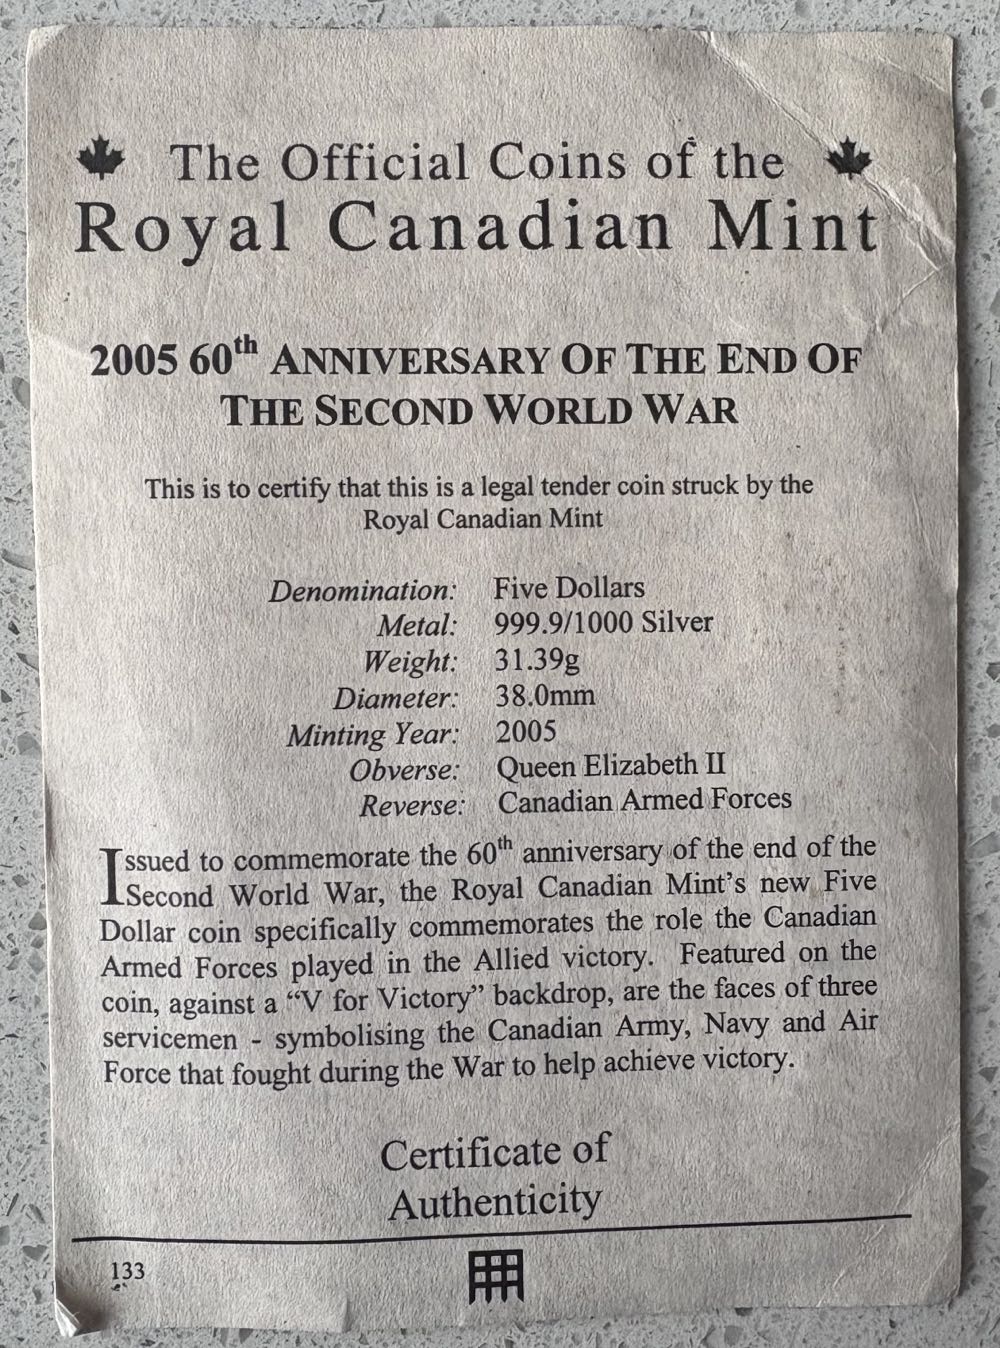 The Official Coins of the
Royal Canadian Mint
2005 60th ANNIVERSARY OF THE END OF
THE SECOND WORLD WAR
This is to certify that this is a legal tender coin struck by the
Royal Canadian Mint
Denomination: Five Dollars
Metal: 999.9/1000 Silver
Weight: 31.39g
Diameter: 38.0mm
Minting Year: 2005
Obverse: Queen Elizabeth II
Reverse: Canadian Armed Forces
Issued to commemorate the 60th anniversary of the end of the
Second World War, the Royal Canadian Mint's new Five
Dollar coin specifically commemorates the role the Canadian
Armed Forces played in the Allied victory. Featured on the
coin, against a “V for Victory” backdrop, are the faces of three
servicemen - symbolising the Canadian Army, Navy and Air
Force that fought during the War to help achieve victory.
Certificate of
Authenticity
133